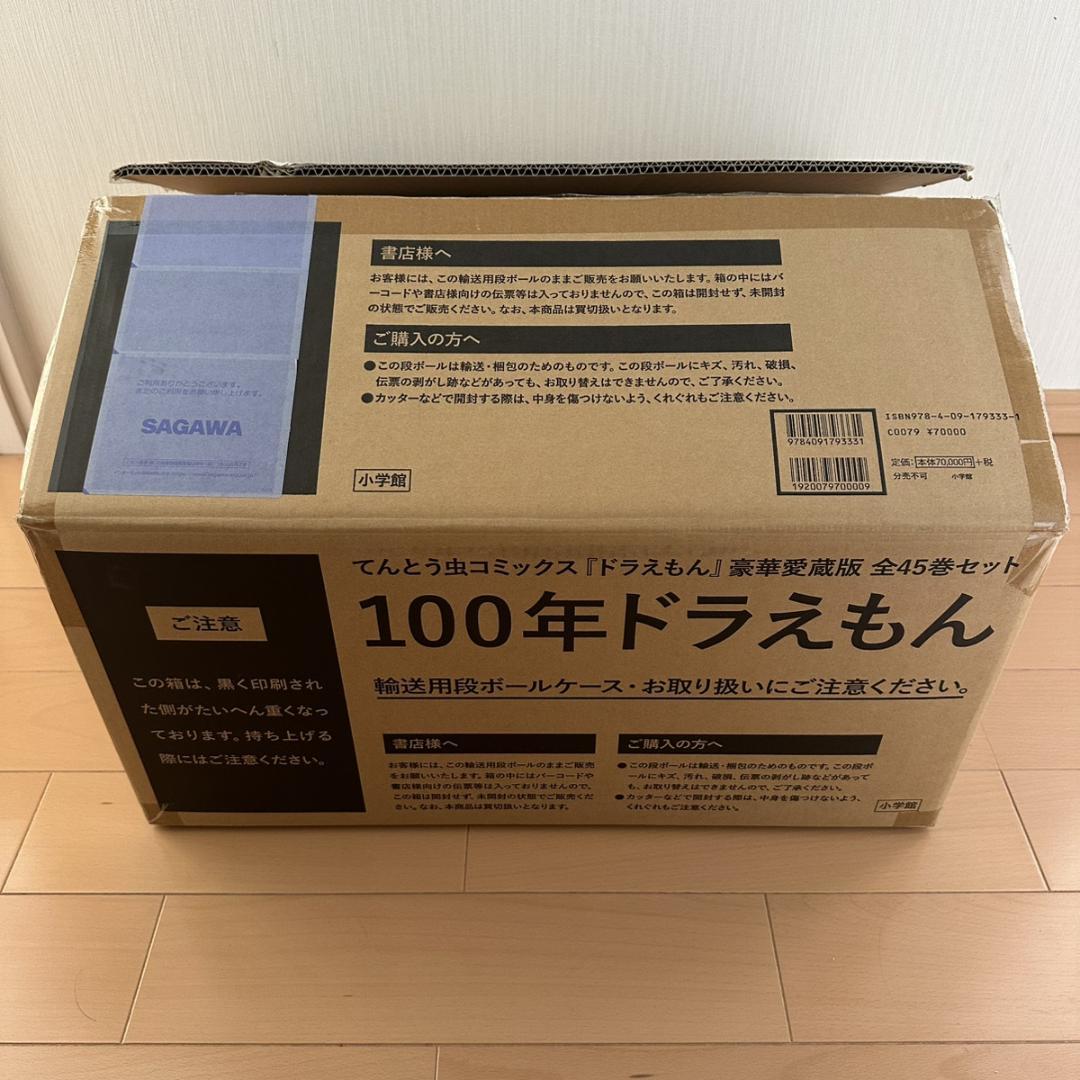 書店様へ
お客様には、この輸送用段ボールのままご販売をお願いいたします。箱の中にはバ
ーコードや書店様向けの伝票等は入っておりませんので、この箱は開封せず、未開封
の状態でご販売ください。なお、本商品は買切扱いとなります。
ご購入の方へ
●この段ボールは輸送・梱包のためのものです。この段ボールにキズ、汚れ、破損、
伝票の剥がし跡などがあっても、お取り替えはできませんので、ご了承ください。
●カッターなどで開封する際は、中身を傷つけないよう、くれぐれもご注意ください。
ご利用ありがとうございます。
またのご利用をお願い申し上げます。
SAGAWA
小学館
9784091793331
1920079700009
ISBN978-4-09-179333-1
C0079 ¥70000
定価:本体70,000円+税
分売不可 小学館
てんとう虫コミックス『ドラえもん』豪華愛蔵版 全45巻セット
100年ドラえもん
輸送用段ボールケース・お取り扱いにご注意ください。
ご注意
この箱は、黒く印刷され
た側がたいへん重くなっ
ております。持ち上げる
際にはご注意ください。
書店様へ
お客様には、この輸送用段ボールのままご販売
をお願いいたします。箱の中にはバーコードや
書店様向けの伝票等は入っておりませんので、
この箱は開封せず、未開封の状態でご販売くだ
さい。なお、本商品は買切扱いとなります。
ご購入の方へ
●この段ボールは輸送・梱包のためのものです。この段ボ
ールにキズ、汚れ、破損、伝票の剥がし跡などがあって
も、お取り替えはできませんので、ご了承ください。
●カッターなどで開封する際は、中身を傷つけないよう、
くれぐれもご注意ください。
小学館